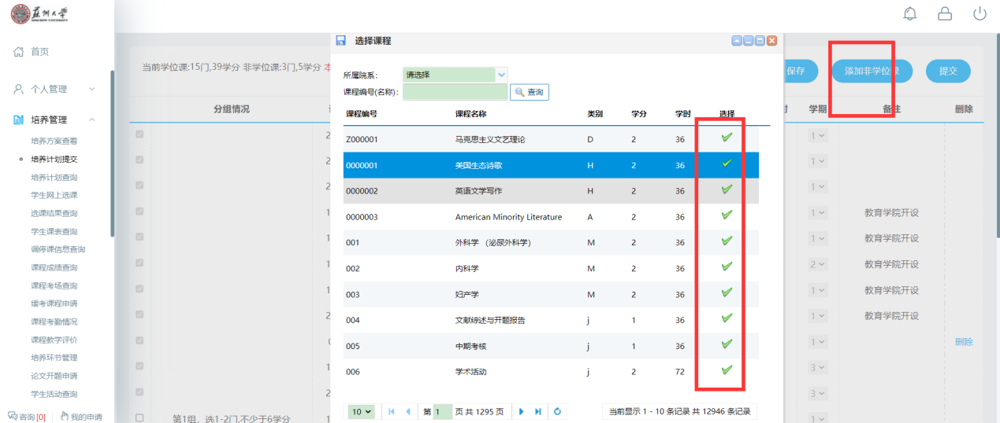 蘇州大學
SOOCHOW UNIVERSITY
首页
个人管理
培养管理
培养方案查看
培养计划提交
培养计划查询
学生网上选课
选课结果查询
学生课表查询
调停课信息查询
课程成绩查询
课程考场查询
缓考课程申请
课程考勤情况
课程教学评价
培养环节管理
论文开题申请
学生活动查询
咨询[0] 我的申请
当前学位课:15门,39学分 非学位课:3门,5学分
保存 添加非学位课 提交
分组情况 学期 备注 删除
1
1
1
1 教育学院开设
1 教育学院开设
2 教育学院开设
1 教育学院开设
1 教育学院开设
1 删除
3
3
第1组，选1-2门,不少于6学分 1
选择课程
所属院系: 请选择
课程编号(名称): 查询
课程编号 课程名称 类别 学分 学时 选择
Z000001 马克思主义文艺理论 D 2 36
0000001 美国生态诗歌 H 2 36
0000002 英语文学写作 H 2 36
0000003 American Minority Literature A 2 36
001 外科学 （泌尿外科学） M 2 36
002 内科学 M 2 36
003 妇产学 M 2 36
004 文献综述与开题报告 j 1 36
005 中期考核 j 1 36
006 学术活动 j 2 72
10 第 1 页 共 1295 页 当前显示 1 - 10 条记录 共 12946 条记录